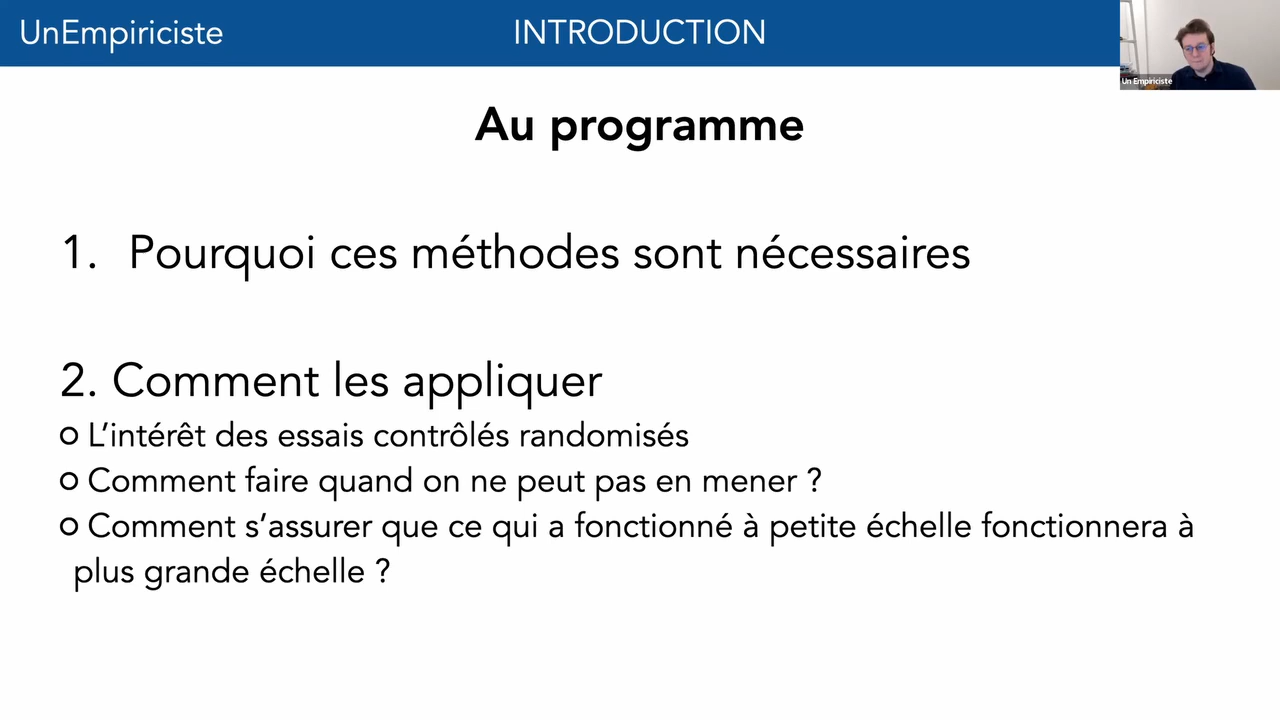 UnEmpiriciste
INTRODUCTION
Un Empiriciste
Au programme
1. Pourquoi ces méthodes sont nécessaires
2. Comment les appliquer
L’intérêt des essais contrôlés randomisés
Comment faire quand on ne peut pas en mener ?
Comment s’assurer que ce qui a fonctionné à petite échelle fonctionnera à
plus grande échelle ?